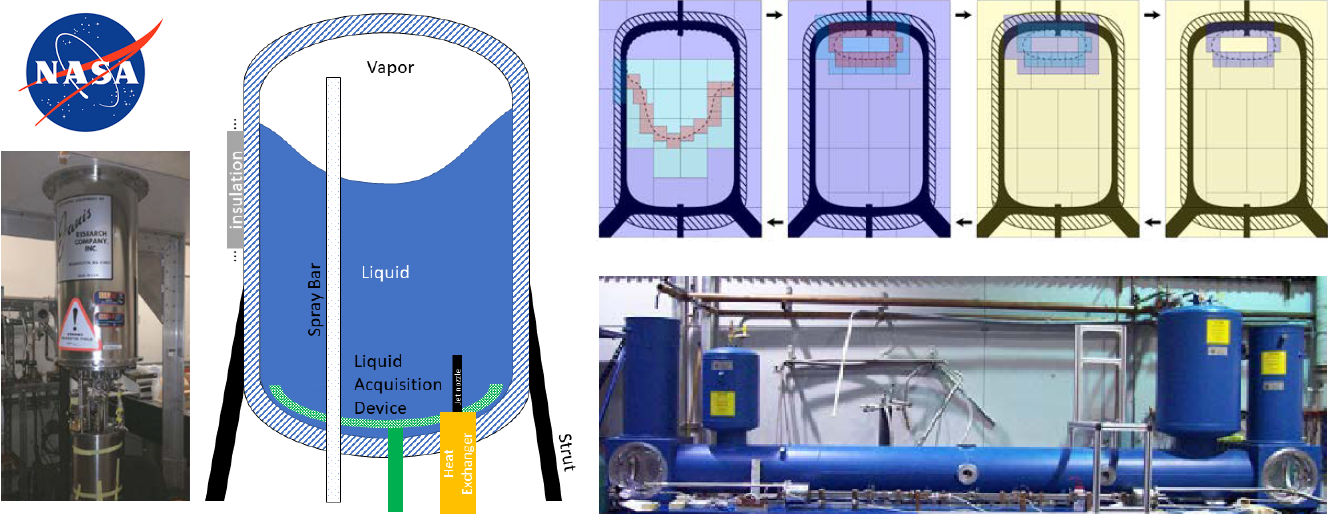 NASA
Janis
RESEARCH
COMPANY,
INC
Vapor
insulation
Spray Bar
Liquid
Liquid
Acquisition
Device
Jet nozzle
Heat
Exchanger
Strut